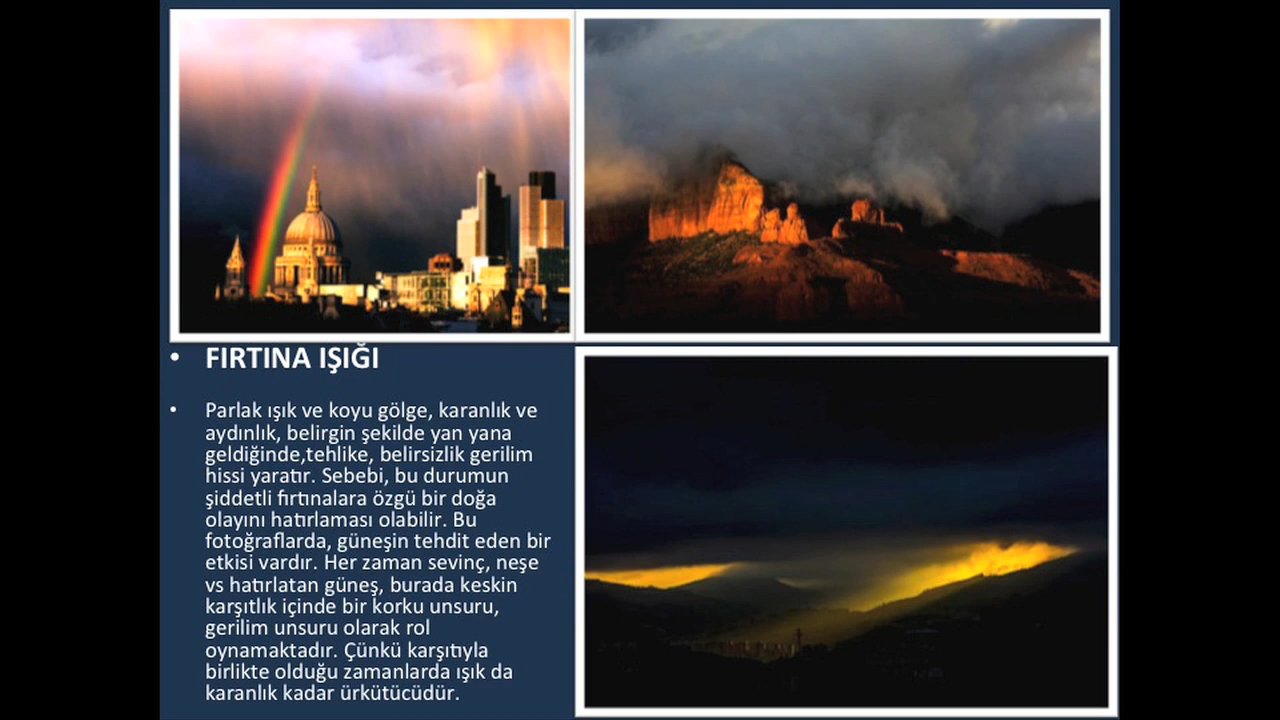 FIRTINA IŞIĞI
Parlak ışık ve koyu gölge, karanlık ve
aydınlık, belirgin şekilde yan yana
geldiğinde,tehlike, belirsizlik gerilim
hissi yaratır. Sebebi, bu durumun
şiddetli fırtınalara özgü bir doğa
olayını hatırlaması olabilir. Bu
fotoğraflarda, güneşin tehdit eden bir
etkisi vardır. Her zaman sevinç, neşe
vs hatırlatan güneş, burada keskin
karşıtlık içinde bir korku unsuru,
gerilim unsuru olarak rol
oynamaktadır. Çünkü karşıtıyla
birlikte olduğu zamanlarda ışık da
karanlık kadar ürkütücüdür.